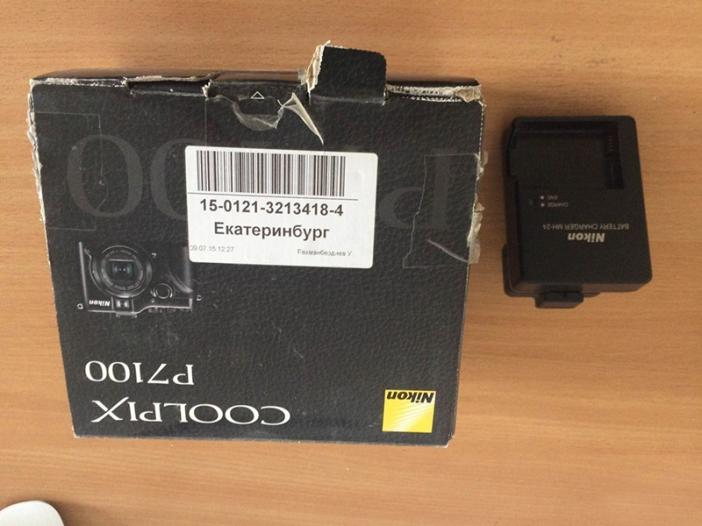 15-0121-3213418-4
Екатеринбург
09.07.15 12:27
COOLPIX
P7100
Nikon
Nikon
Nikon
BATTERY CHARGER MH-24
CHARGE